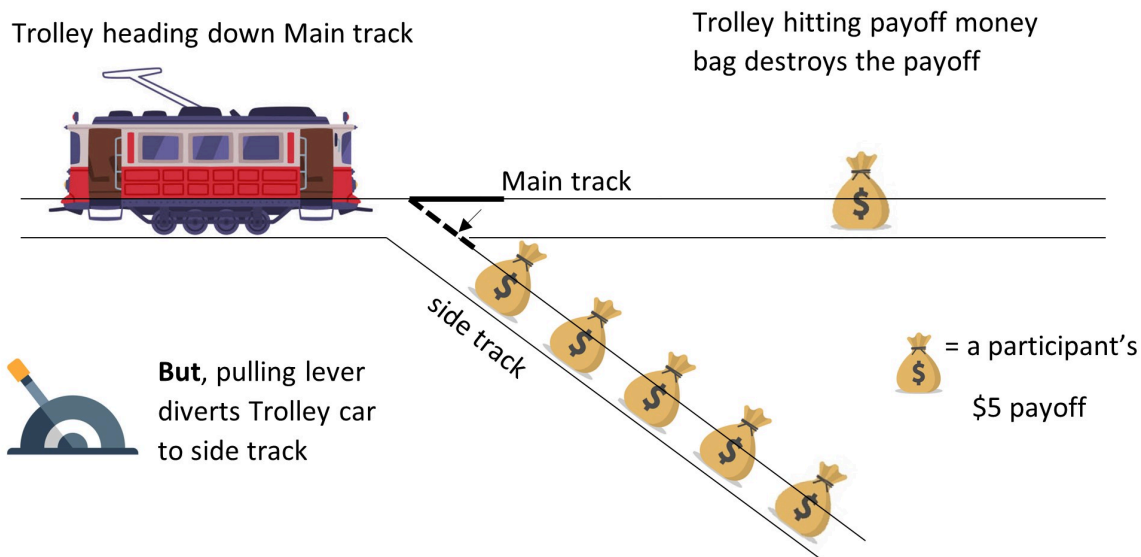 Trolley heading down Main track
Trolley hitting payoff money
bag destroys the payoff
Main track
$
$
side track
$
$
$
$
But, pulling lever
diverts Trolley car
to side track
$
= a participant's
$5 payoff